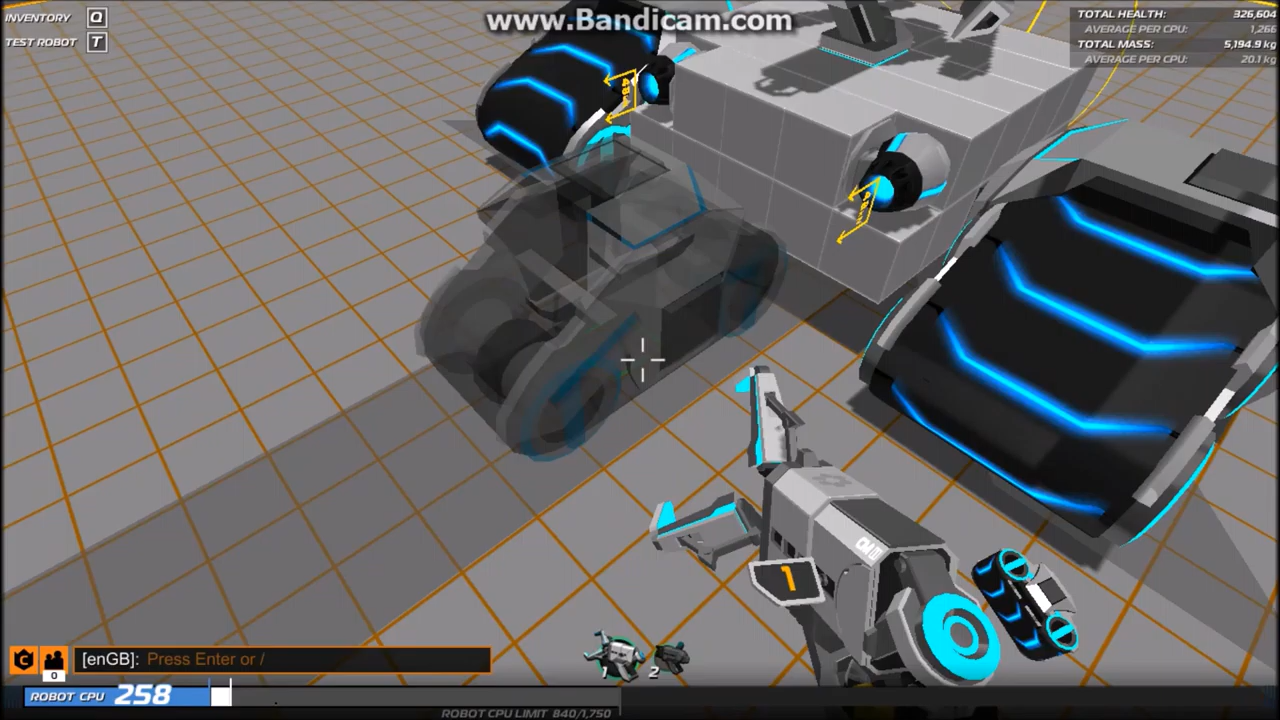 www.Bandicam.com
INVENTORY Q
TEST ROBOT T
TOTAL HEALTH: 326,604
AVERAGE PER CPU: 1,266
TOTAL MASS: 5,194.9 kg
AVERAGE PER CPU: 20.1 kg
CM III
1
1 2
[enGB]: Press Enter or /
0
ROBOT CPU 258
ROBOT CPU LIMIT 840/1,750